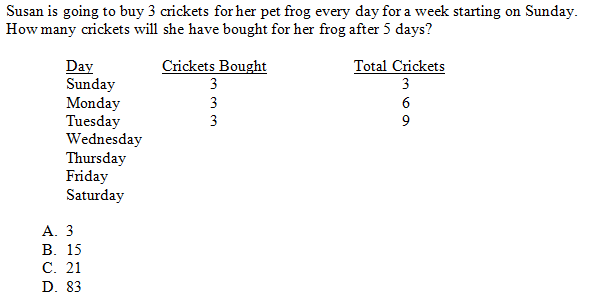 Susan is going to buy 3 crickets for her pet frog every day for a week starting on Sunday.
How many crickets will she have bought for her frog after 5 days?
Day Crickets Bought Total Crickets
Sunday 3 3
Monday 3 6
Tuesday 3 9
Wednesday
Thursday
Friday
Saturday
A. 3
B. 15
C. 21
D. 83